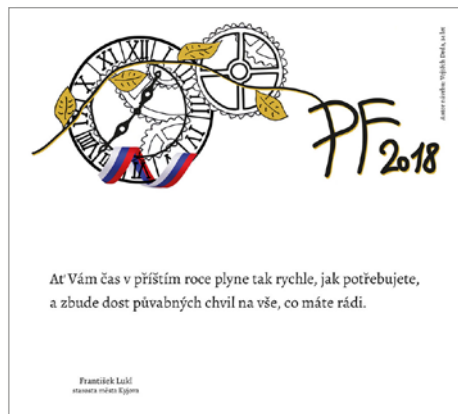 PF 2018
Ať Vám čas v příštím roce plyne tak rychle, jak potřebujete,
a zbude dost půvabných chvil na vše, co máte rádi.
František Lukl
starosta města Kyjova